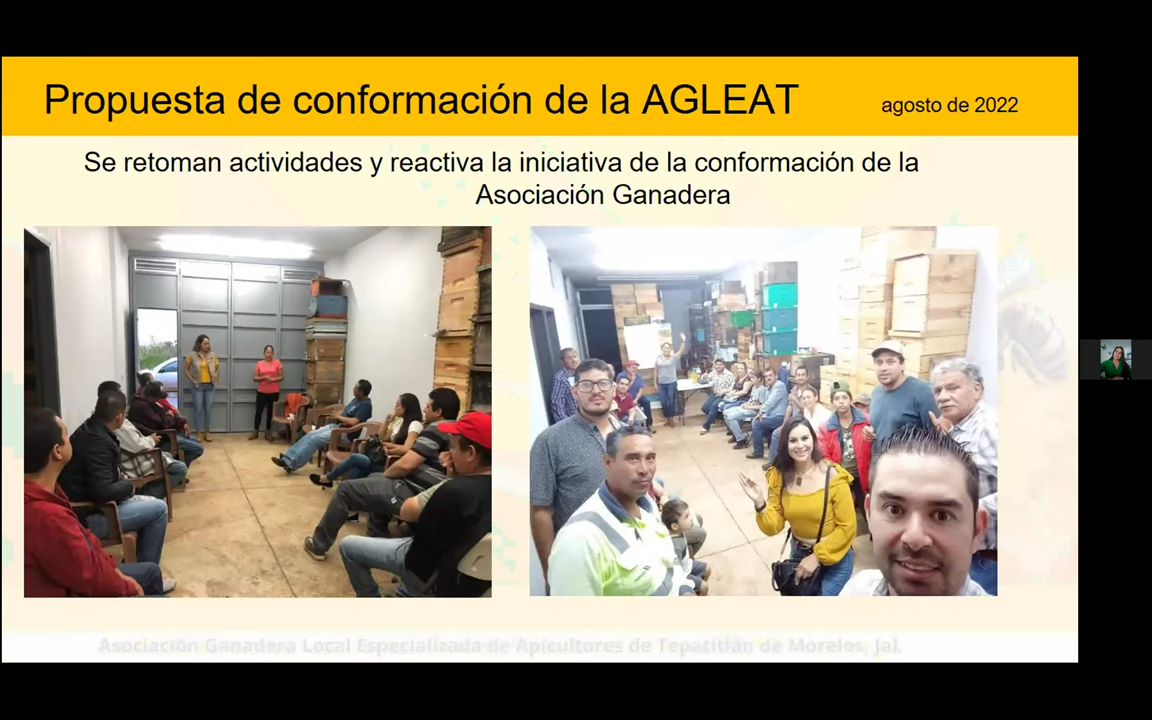 Propuesta de conformación de la AGLEAT
agosto de 2022
Se retoman actividades y reactiva la iniciativa de la conformación de la
Asociación Ganadera
Asociación Ganadera Local Especializada de Apicultores de Tepatitlán de Morelos, Jal.